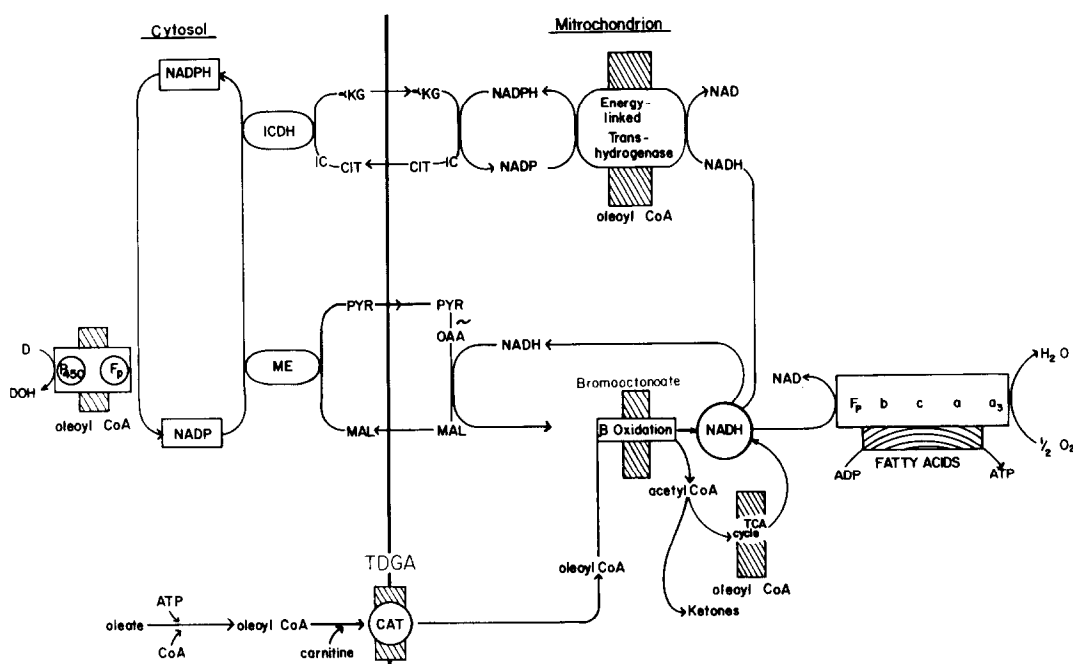 Cytosol
Mitrochondrion
NADPH
ICDH
∝KG
∝KG
NADPH
Energy-
linked
Trans-
hydrogenase
NAD
IC
CIT
CIT
IC
NADP
NADH
oleoyl CoA
PYR
PYR
~
OAA
NADH
D
P450
FP
DOH
oleoyl CoA
ME
NADP
MAL
MAL
Bromooctonoate
β Oxidation
NADH
NAD
FP b c a a3
H2O
1/2 O2
ADP
FATTY ACIDS
ATP
acetyl CoA
TCA
cycle
oleoyl CoA
oleoyl CoA
Ketones
TDGA
ATP
oleate
CoA
oleoyl CoA
carnitine
CAT